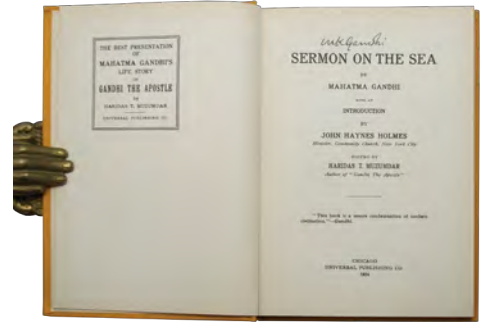 THE BEST PRESENTATION
OF
MAHATMA GANDHI'S
LIFE STORY
IS
GANDHI THE APOSTLE
BY
HARIDAS T. MUZUMDAR
UNIVERSAL PUBLISHING CO.
MKGandhi
SERMON ON THE SEA
BY
MAHATMA GANDHI
WITH AN
INTRODUCTION
BY
JOHN HAYNES HOLMES
Minister, Community Church, New York City
EDITED BY
HARIDAS T. MUZUMDAR
Author of "Gandhi The Apostle"
"This book is a severe condemnation of modern
civilization."—Gandhi.
CHICAGO
UNIVERSAL PUBLISHING CO.
1924